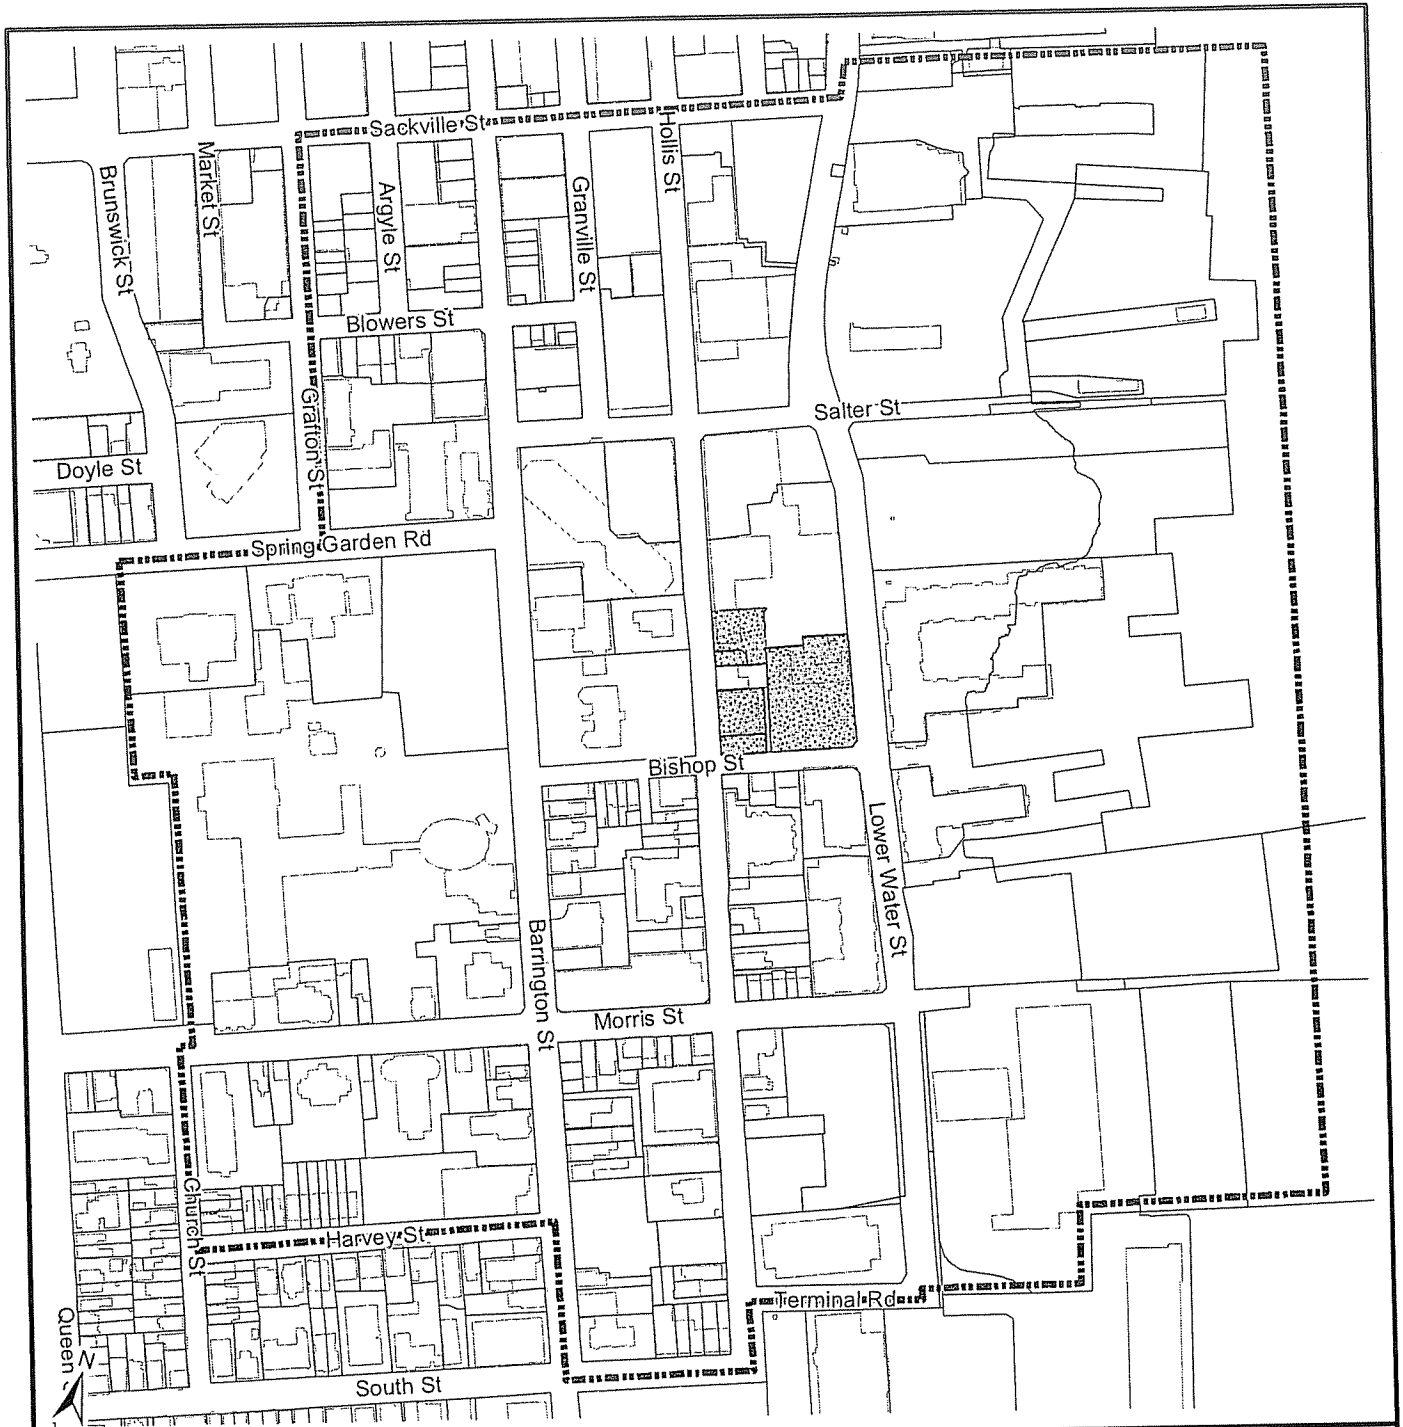 Sackville St
Hollis St
Market St
Brunswick St
Argyle St
Granville St
Blowers St
Grafton St
Salter St
Doyle St
Spring Garden Rd
Bishop St
Lower Water St
Barrington St
Morris St
Church St
Harvey St
Terminal Rd
Queen
N
South St